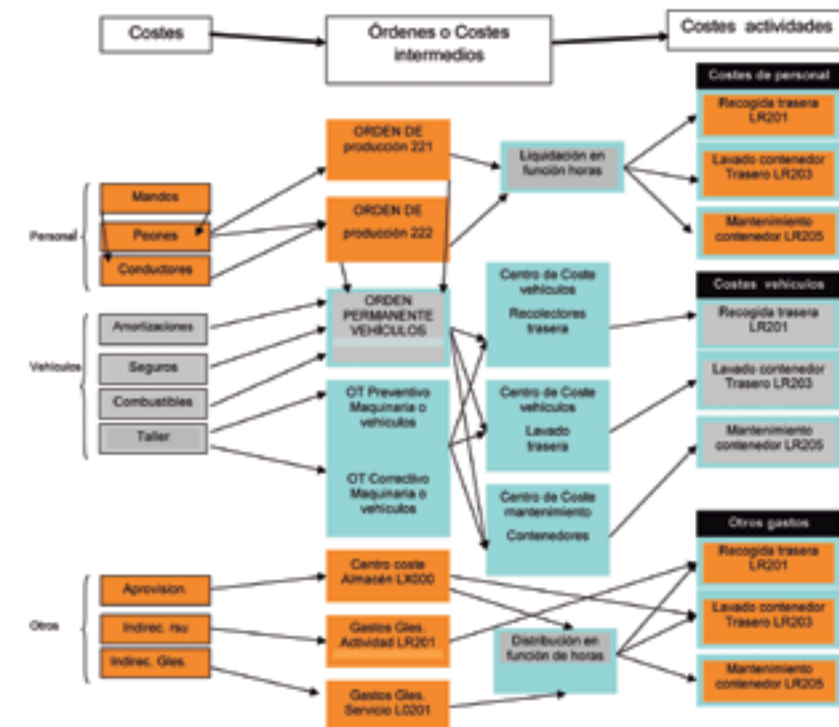 Costes
Órdenes o Costes
intermedios
Costes actividades
Costes de personal
Recogida trasera
LR201
Lavado contenedor
Trasero LR203
Mantenimiento
contenedor LR205
ORDEN DE
producción 221
ORDEN DE
producción 222
Liquidación en
función horas
Personal
Mandos
Peones
Conductores
Vehículos
Amortizaciones
Seguros
Combustibles
Taller
ORDEN
PERMANENTE
VEHÍCULOS
OT Preventivo
Maquinaria o
vehículos
OT Correctivo
Maquinaria o
vehículos
Centro de Coste
vehículos
Recolectores
trasera
Centro de Coste
vehículos
Lavado
trasera
Centro de Coste
mantenimiento
Contenedores
Costes vehículos
Recogida trasera
LR201
Lavado contenedor
Trasero LR203
Mantenimiento
contenedor LR205
Otros
Aprovision.
Indirec. rsu
Indirec. Gles.
Centro coste
Almacén LX000
Gastos Gles.
Actividad LR201
Gastos Gles.
Servicio L0201
Distribución en
función de horas
Otros gastos
Recogida trasera
LR201
Lavado contenedor
Trasero LR203
Mantenimiento
contenedor LR205